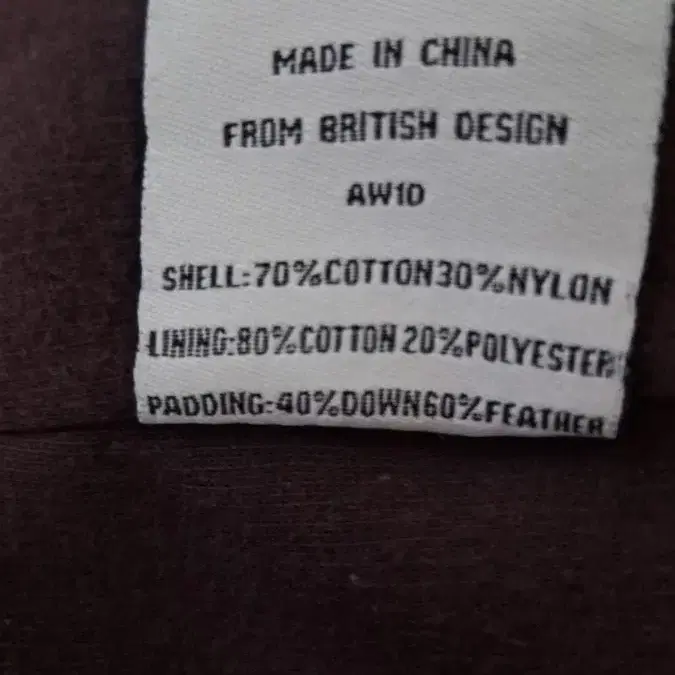 MADE IN CHINA
FROM BRITISH DESIGN
AW10
SHELL:70%COTTON30%NYLON
LINING:80%COTTON 20%POLYESTER
PADDING:40%DOWN60%FEATHER